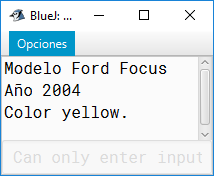 BlueJ: ...
Opciones
Modelo Ford Focus
Año 2004
Color yellow.
Can only enter input